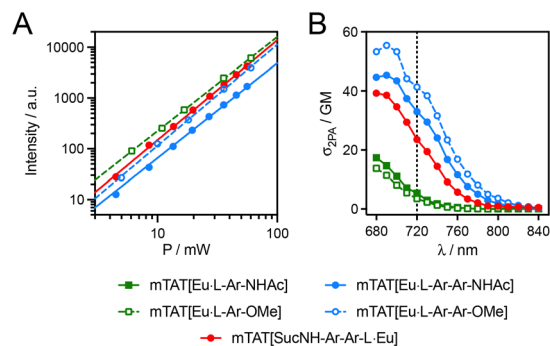 A
B
Intensity / a.u.
10000
1000
100
10
10
100
P / mW
σ2PA / GM
60
40
20
0
680
720
760
800
840
λ / nm
mTAT[Eu·L-Ar-NHAc]
mTAT[Eu·L-Ar-Ar-NHAc]
mTAT[Eu·L-Ar-OMe]
mTAT[Eu·L-Ar-Ar-OMe]
mTAT[SucNH-Ar-Ar-L·Eu]